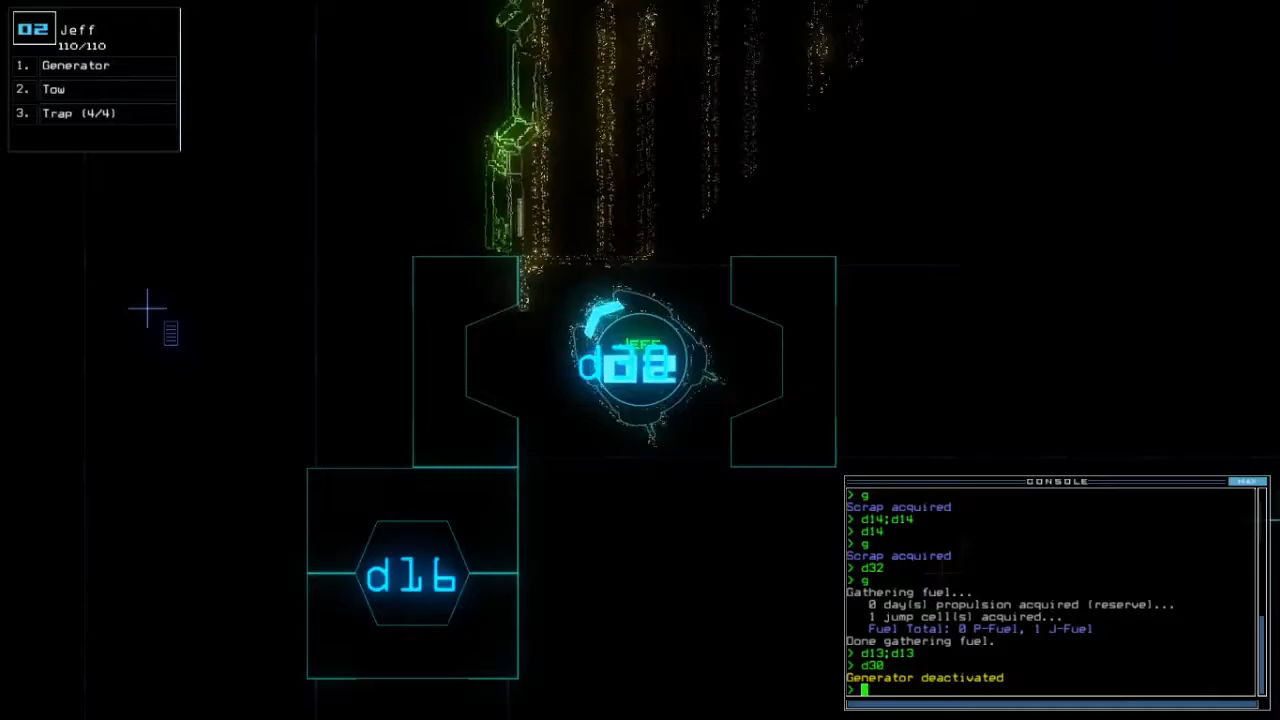 02 Jeff
110/110
1. Generator
2. Tow
3. Trap (4/4)
JEFF
02
d16
CONSOLE
> g
Scrap acquired
> d14;d14
> d14
> g
Scrap acquired
> d32
> g
Gathering fuel...
0 day(s) propulsion acquired (reserve)...
1 jump cell(s) acquired...
Fuel Total: 0 P-Fuel, 1 J-Fuel
Done gathering fuel.
> d13;d13
> d30
Generator deactivated
>